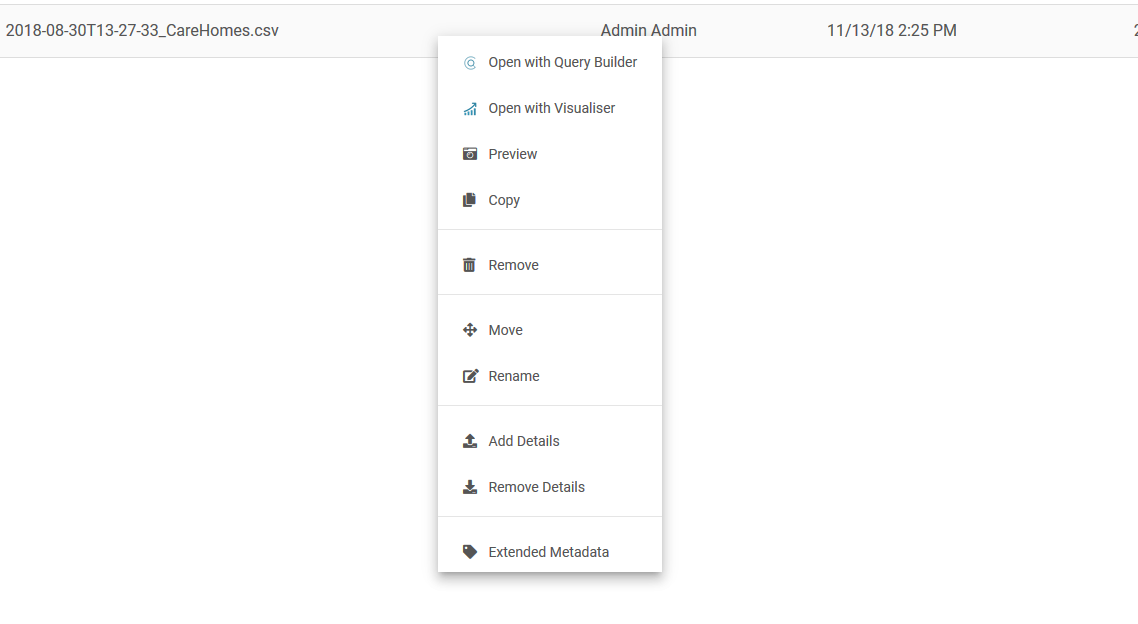 2018-08-30T13-27-33_CareHomes.csv Admin Admin 11/13/18 2:25 PM
Open with Query Builder
Open with Visualiser
Preview
Copy
Remove
Move
Rename
Add Details
Remove Details
Extended Metadata